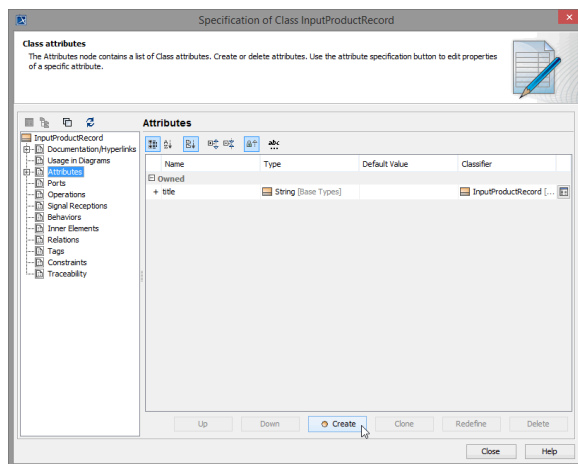 Specification of Class InputProductRecord
Class attributes
The Attributes node contains a list of Class attributes. Create or delete attributes. Use the attribute specification button to edit properties
of a specific attribute.
InputProductRecord
Documentation/Hyperlinks
Usage in Diagrams
Attributes
Ports
Operations
Signal Receptions
Behaviors
Inner Elements
Relations
Tags
Constraints
Traceability
Attributes
abc
Name Type Default Value Classifier
Owned
+ title String [Base Types] InputProductRecord [...
Up Down Create Clone Redefine Delete
Close Help